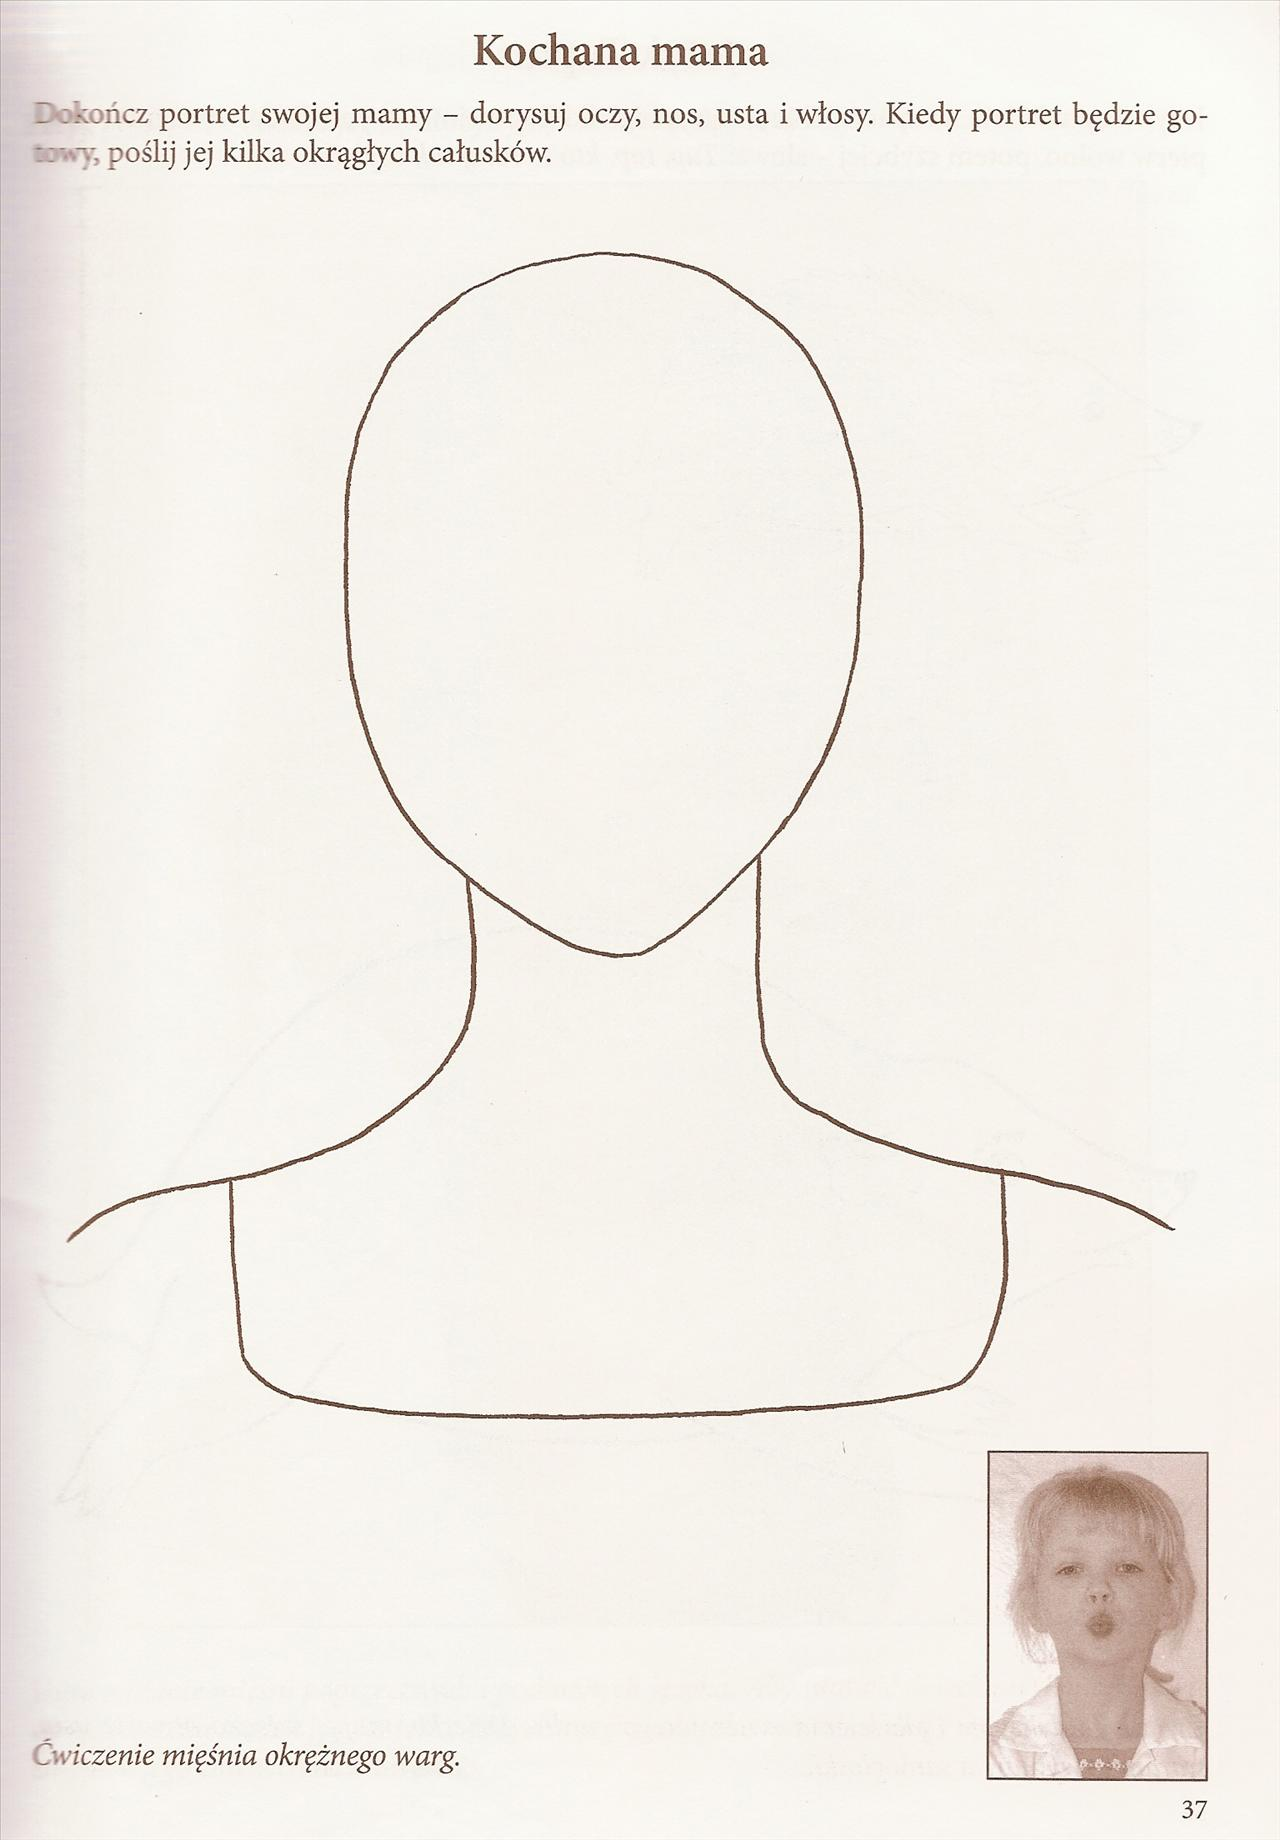 Kochana mama
Dokończ portret swojej mamy – dorysuj oczy, nos, usta i włosy. Kiedy portret będzie go-
towy, poślij jej kilka okrągłych całusków.
Ćwiczenie mięśnia okrężnego warg.
37